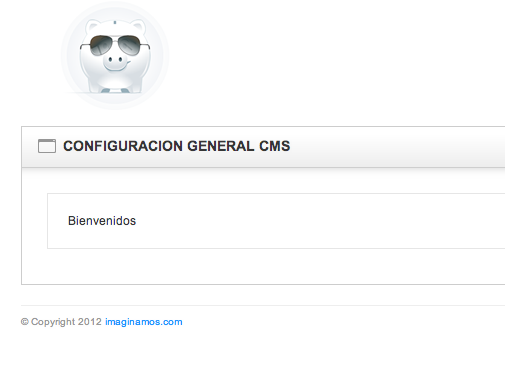 CONFIGURACION GENERAL CMS
Bienvenidos
© Copyright 2012 imaginamos.com